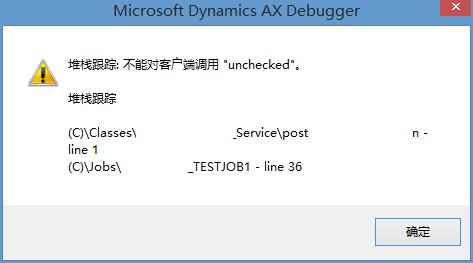 Microsoft Dynamics AX Debugger
堆栈跟踪: 不能对客户端调用 "unchecked"。
堆栈跟踪
(C)\Classes\ _Service\post n -
line 1
(C)\Jobs\ _TESTJOB1 - line 36
确定